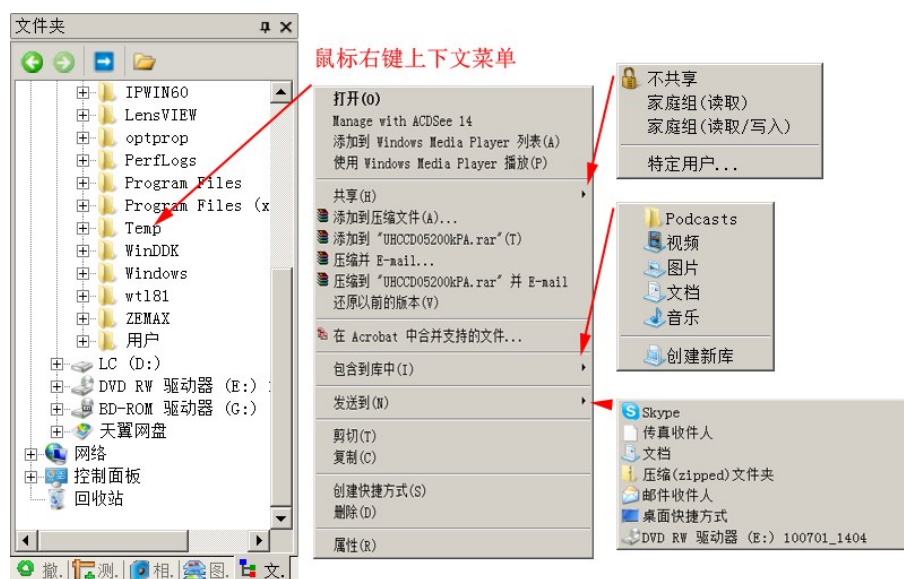 文件夹
IPWIN60
LensVIEW
optprop
PerfLogs
Program Files
Program Files (x
Temp
WinDDK
Windows
wtl81
ZEMAX
用户
LC (D:)
DVD RW 驱动器 (E:) 1
BD-ROM 驱动器 (G:)
天翼网盘
网络
控制面板
回收站
撤.
测.
相.
图.
文.
鼠标右键上下文菜单
打开(O)
Manage with ACDSee 14
添加到 Windows Media Player 列表(A)
使用 Windows Media Player 播放(P)
共享(H)
添加到压缩文件(A)...
添加到 "UHCCD05200kPA.rar"(T)
压缩并 E-mail...
压缩到 "UHCCD05200kPA.rar" 并 E-mail
还原以前的版本(V)
在 Acrobat 中合并支持的文件...
包含到库中(I)
发送到(N)
剪切(T)
复制(C)
创建快捷方式(S)
删除(D)
属性(R)
不共享
家庭组(读取)
家庭组(读取/写入)
特定用户...
Podcasts
视频
图片
文档
音乐
创建新库
Skype
传真收件人
文档
压缩(zipped)文件夹
邮件收件人
桌面快捷方式
DVD RW 驱动器 (E:) 100701_1404